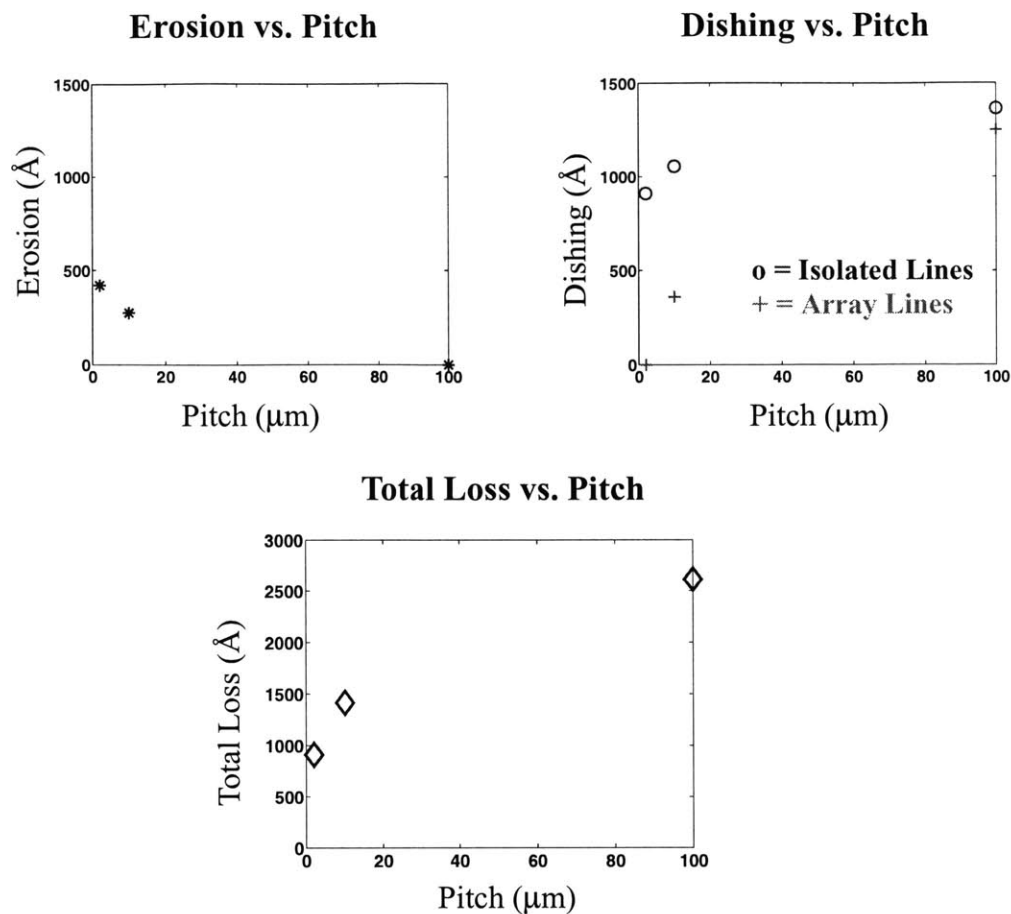 Erosion vs. Pitch
1500
1000
500
0
0 20 40 60 80 100
Erosion (Å)
Pitch (μm)
Dishing vs. Pitch
1500
1000
500
0
0 20 40 60 80 100
Dishing (Å)
o = Isolated Lines
+ = Array Lines
Pitch (μm)
Total Loss vs. Pitch
3000
2500
2000
1500
1000
500
0
0 20 40 60 80 100
Total Loss (Å)
Pitch (μm)